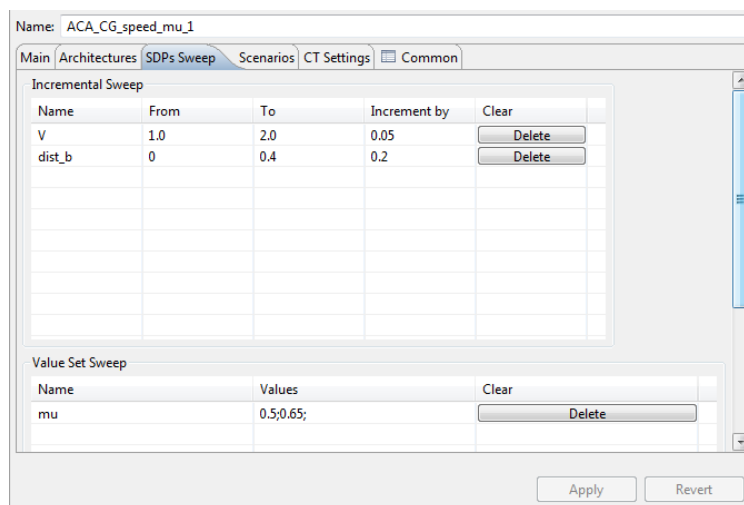 Name: ACA_CG_speed_mu_1
Main Architectures SDPs Sweep Scenarios CT Settings Common
Incremental Sweep
Name From To Increment by Clear
V 1.0 2.0 0.05 Delete
dist_b 0 0.4 0.2 Delete
Value Set Sweep
Name Values Clear
mu 0.5;0.65; Delete
Apply Revert